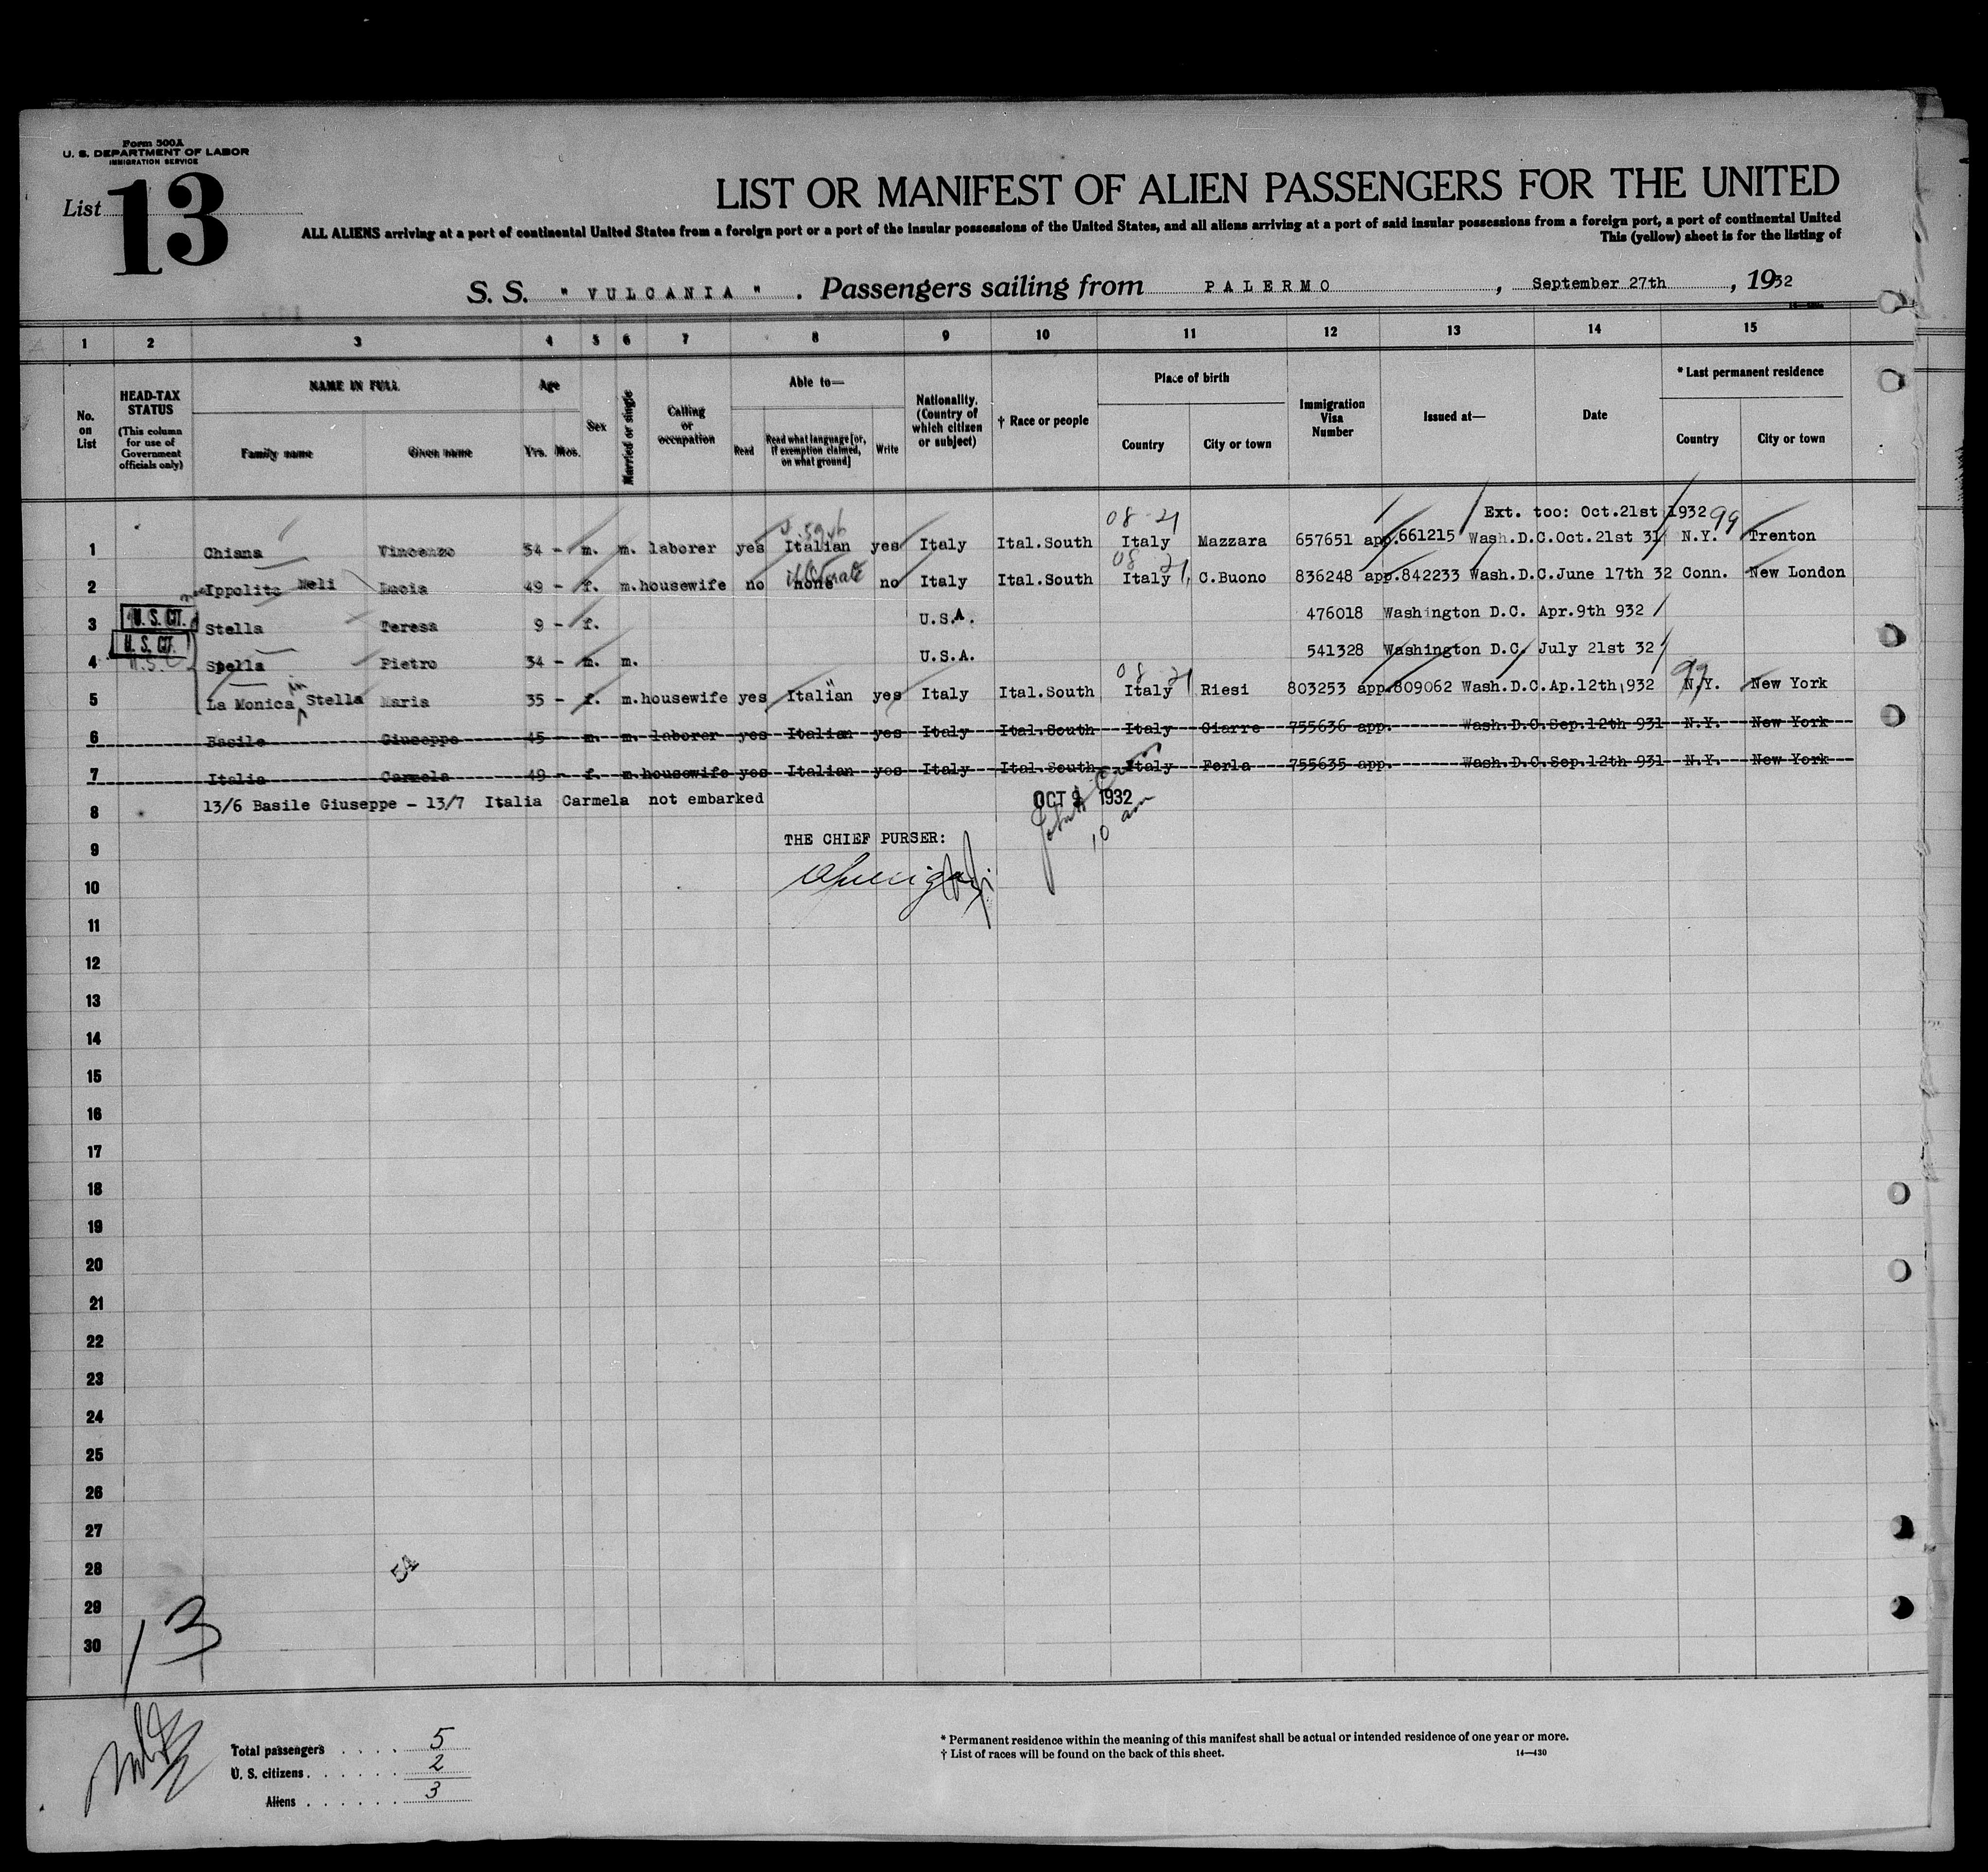 Form 500A
U. S. DEPARTMENT OF LABOR
IMMIGRATION SERVICE
List 13
LIST OR MANIFEST OF ALIEN PASSENGERS FOR THE UNITED
ALL ALIENS arriving at a port of continental United States from a foreign port or a port of the insular possessions of the United States, and all aliens arriving at a port of said insular possessions from a foreign port, a port of continental United
This (yellow) sheet is for the listing of
S. S. " VULCANIA " . Passengers sailing from PALERMO , September 27th , 1932
1 2 3 4 5 6 7 8 9 10 11 12 13 14 15
No. on List
HEAD-TAX STATUS (This column for use of Government officials only)
NAME IN FULL
Family name Given name
Age
Yrs. Mos.
Sex
Married or single
Calling or occupation
Able to—
Read Read what language [or, if exemption claimed, on what ground] Write
Nationality. (Country of which citizen or subject)
† Race or people
Place of birth
Country City or town
Immigration Visa Number
Issued at—
Date
* Last permanent residence
Country City or town
Ext. too: Oct.21st 1932 99
08-21
1 Chiana Vincenzo 54 - m. m. laborer yes Italian yes Italy Ital.South Italy Mazzara 657651 app.661215 Wash.D.C.Oct.21st 31 N.Y. Trenton
illiterate 08 21
2 Ippolito Meli Lucia 49 - f. m. housewife no none no Italy Ital.South Italy C.Buono 836248 app.842233 Wash.D.C.June 17th 32 Conn. New London
U. S. CIT.
3 Stella Teresa 9 - f. U.S.A. 476018 Washington D.C. Apr.9th 932
U. S. CIT.
4 Stella Pietro 34 - m. m. U.S.A. 541328 Washington D.C. July 21st 32
08 21 99
5 La Monica in Stella Maria 35 - f. m. housewife yes Italian yes Italy Ital.South Italy Riesi 803253 app.809062 Wash.D.C.Ap.12th,932 N.Y. New York
6 Basile Giuseppe 45 - m. m. laborer yes Italian yes Italy Ital.South Italy Giarre 755636 app. Wash.D.C.Sep.12th 931 N.Y. New York
7 Italia Carmela 49 - f. m. housewife yes Italian yes Italy Ital.South Italy Ferla 755635 app. Wash.D.C.Sep.12th 931 N.Y. New York
8 13/6 Basile Giuseppe - 13/7 Italia Carmela not embarked OCT 1932
10 am
9 THE CHIEF PURSER:
10
11
12
13
14
15
16
17
18
19
20
21
22
23
24
25
26
27
28
29
30
13
Total passengers . . . . 5
U. S. citizens . . . . . . 2
Aliens . . . . . . 3
* Permanent residence within the meaning of this manifest shall be actual or intended residence of one year or more.
† List of races will be found on the back of this sheet.
14—430